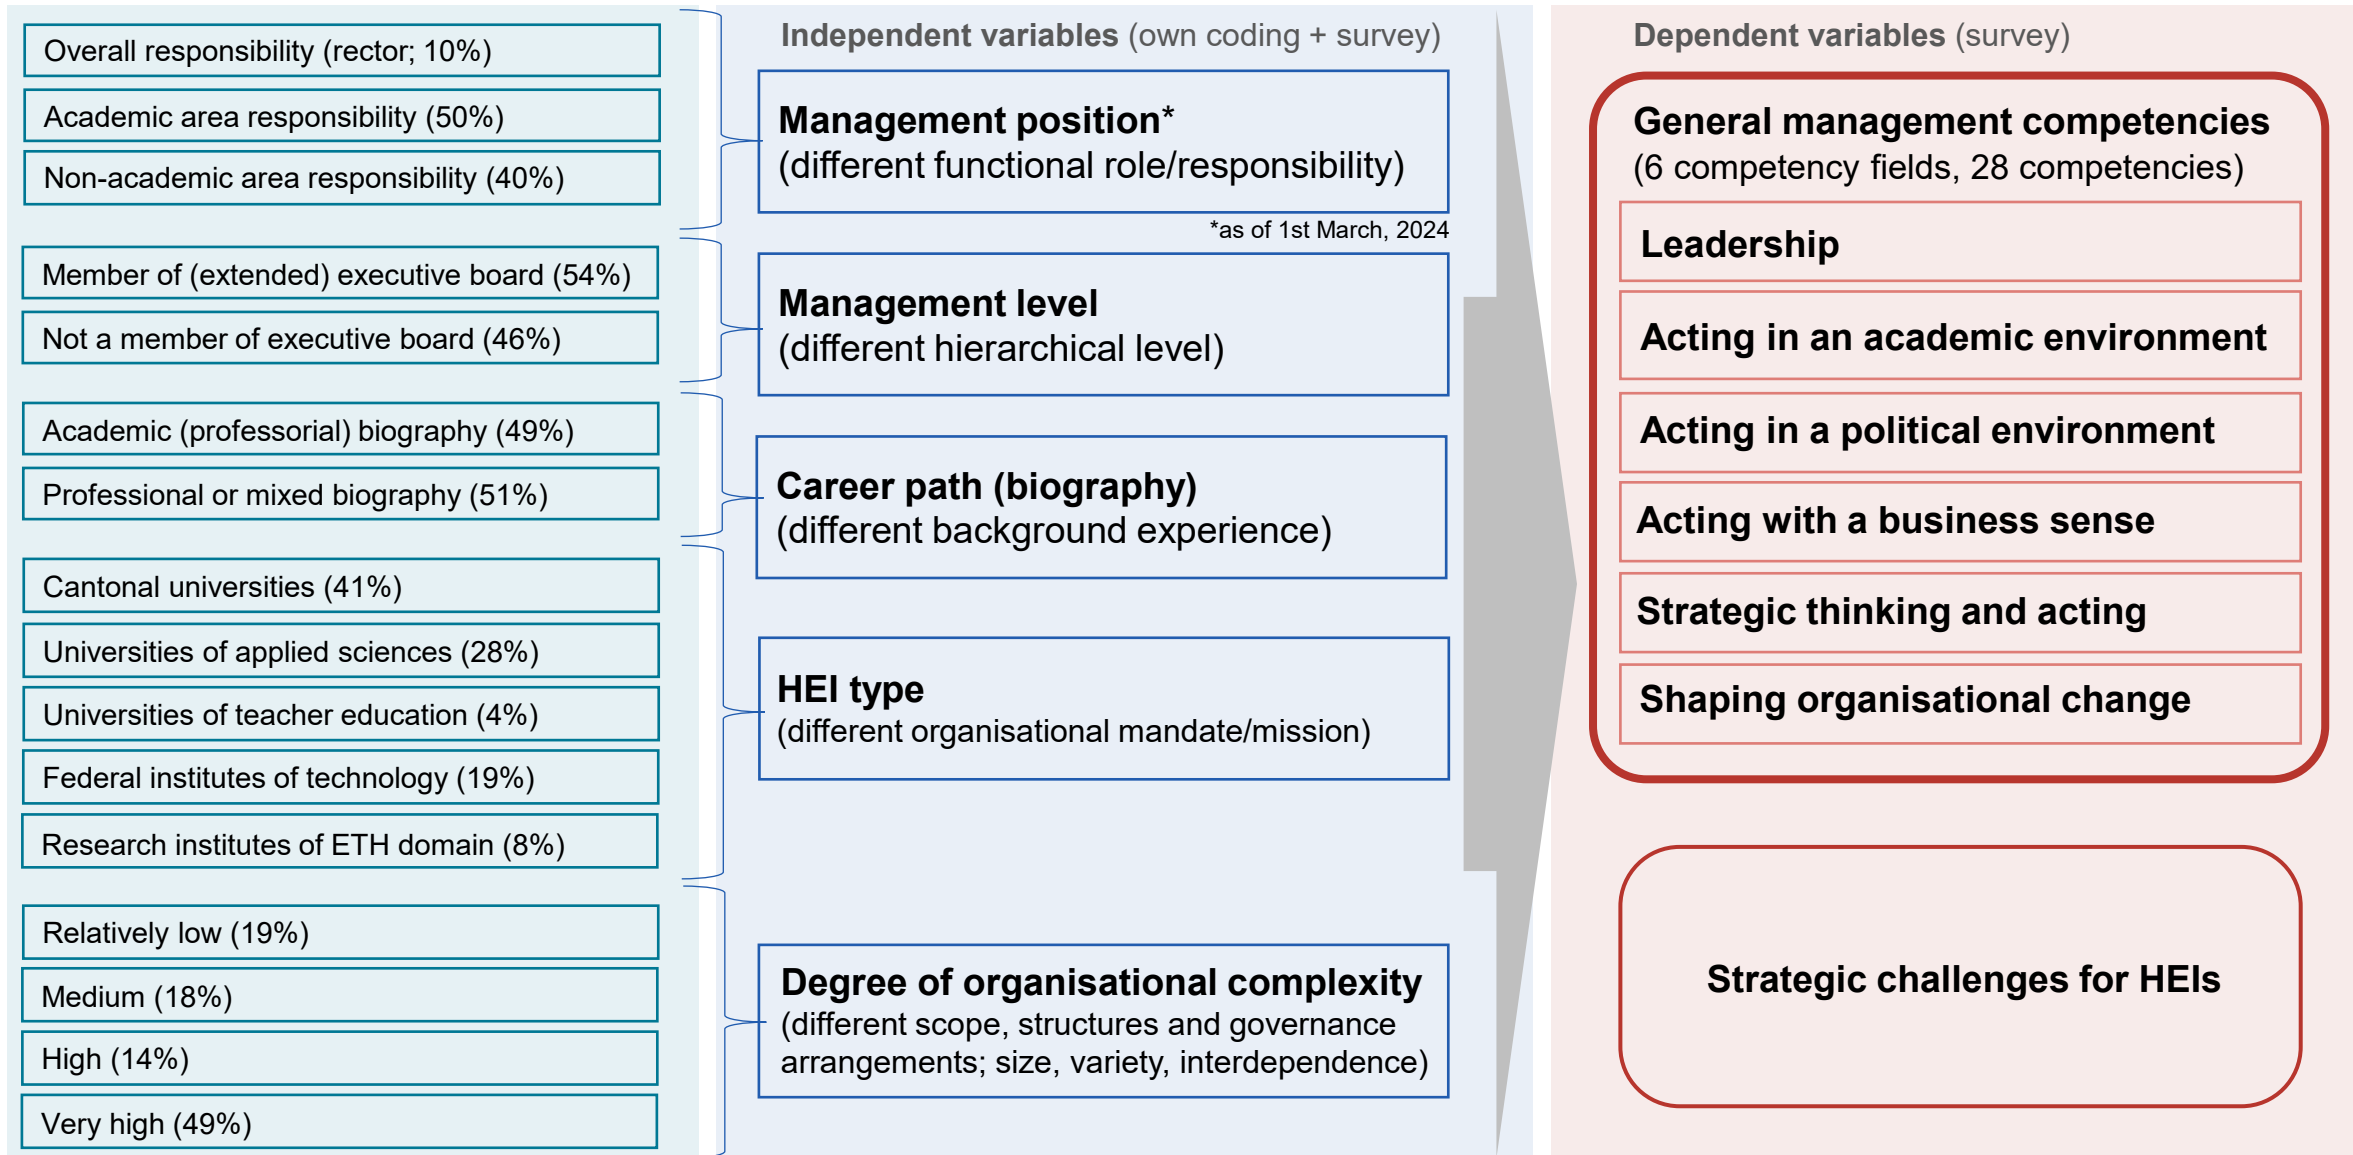 Overall responsibility (rector; 10%)
Academic area responsibility (50%)
Non-academic area responsibility (40%)
Member of (extended) executive board (54%)
Not a member of executive board (46%)
Academic (professorial) biography (49%)
Professional or mixed biography (51%)
Cantonal universities (41%)
Universities of applied sciences (28%)
Universities of teacher education (4%)
Federal institutes of technology (19%)
Research institutes of ETH domain (8%)
Relatively low (19%)
Medium (18%)
High (14%)
Very high (49%)
Independent variables (own coding + survey)
Management position*
(different functional role/responsibility)
*as of 1st March, 2024
Management level
(different hierarchical level)
Career path (biography)
(different background experience)
HEI type
(different organisational mandate/mission)
Degree of organisational complexity
(different scope, structures and governance
arrangements; size, variety, interdependence)
Dependent variables (survey)
General management competencies
(6 competency fields, 28 competencies)
Leadership
Acting in an academic environment
Acting in a political environment
Acting with a business sense
Strategic thinking and acting
Shaping organisational change
Strategic challenges for HEIs